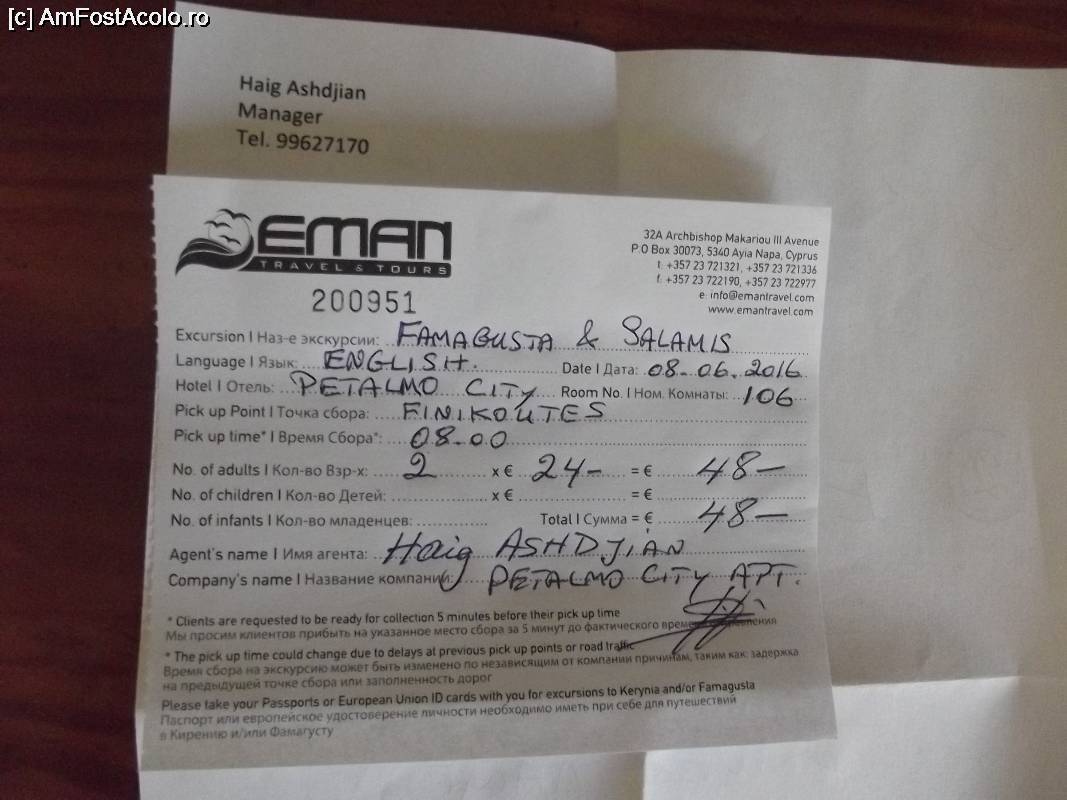 [c] AmFostAcolo.ro
Haig Ashdjian
Manager
Tel. 99627170
EMAN
TRAVEL & TOURS
200951
32A Archbishop Makariou III Avenue
P.O Box 30073, 5340 Ayia Napa, Cyprus
t: +357 23 721321, +357 23 721336
f: +357 23 722190, +357 23 722977
e: info@emantravel.com
www.emantravel.com
Excursion | Наз-е экскурсии: FAMAGUSTA & SALAMIS
Language | Язык: ENGLISH. Date | Дата: 08.06.2016
Hotel | Отель: PETALMO CITY Room No. | Ном. Комнаты: 106
Pick up Point | Точка сбора: FINIKOUTES
Pick up time* | Время Сбора*: 08.00
No. of adults | Кол-во Взр-х: 2 x € 24- = € 48-
No. of children | Кол-во Детей: x € = €
No. of infants | Кол-во младенцев: Total | Сумма = € 48-
Agent's name | Имя агента: Haig ASHDJIAN
Company's name | Название компании: PETALMO CITY APT.
* Clients are requested to be ready for collection 5 minutes before their pick up time
Мы просим клиентов прибыть на указанное место сбора за 5 минут до фактического
* The pick up time could change due to delays at previous pick up points or road traffic
Время сбора на экскурсию может быть изменено по независящим от компании причинам, таким как: задержка
на предыдущей точке сбора или заполненность дорог
Please take your Passports or European Union ID cards with you for excursions to Kerynia and/or Famagusta
Паспорт или европейское удостоверение личности необходимо иметь при себе для путешествий
в Кирению и/или Фамагусту